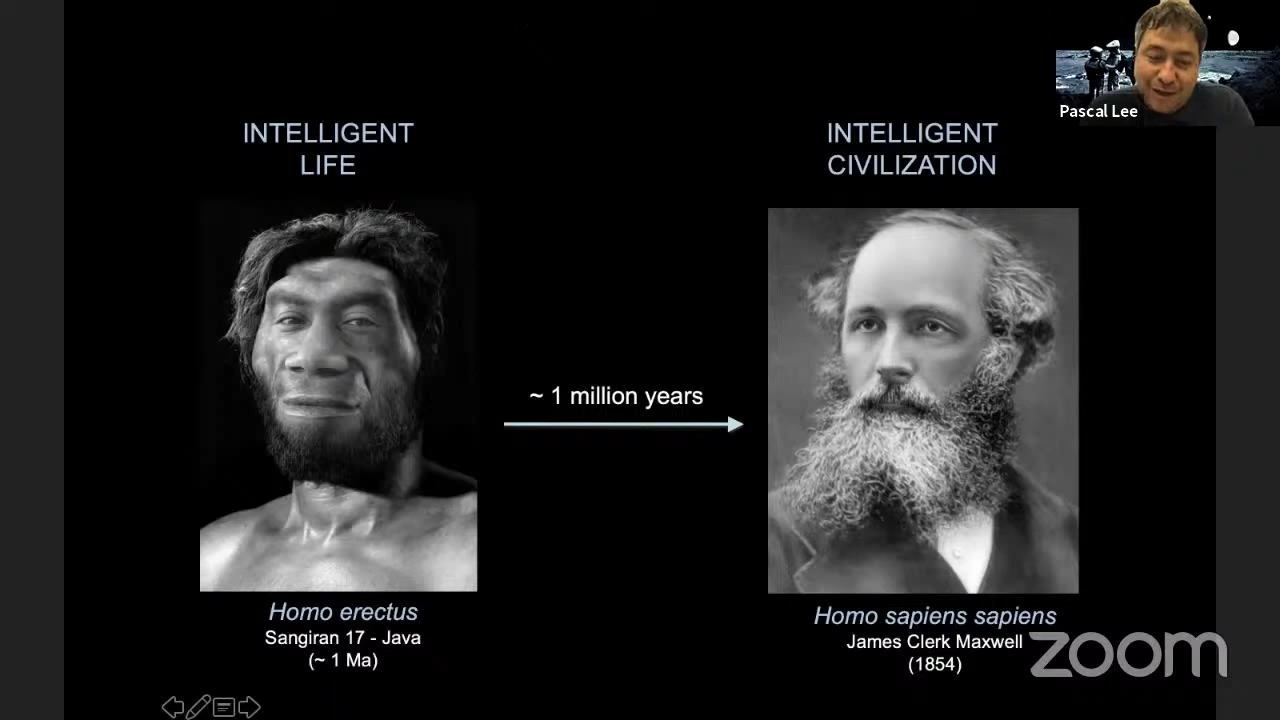 Pascal Lee
INTELLIGENT
LIFE
INTELLIGENT
CIVILIZATION
~ 1 million years
Homo erectus
Sangiran 17 - Java
(~ 1 Ma)
Homo sapiens sapiens
James Clerk Maxwell
(1854)
zoom